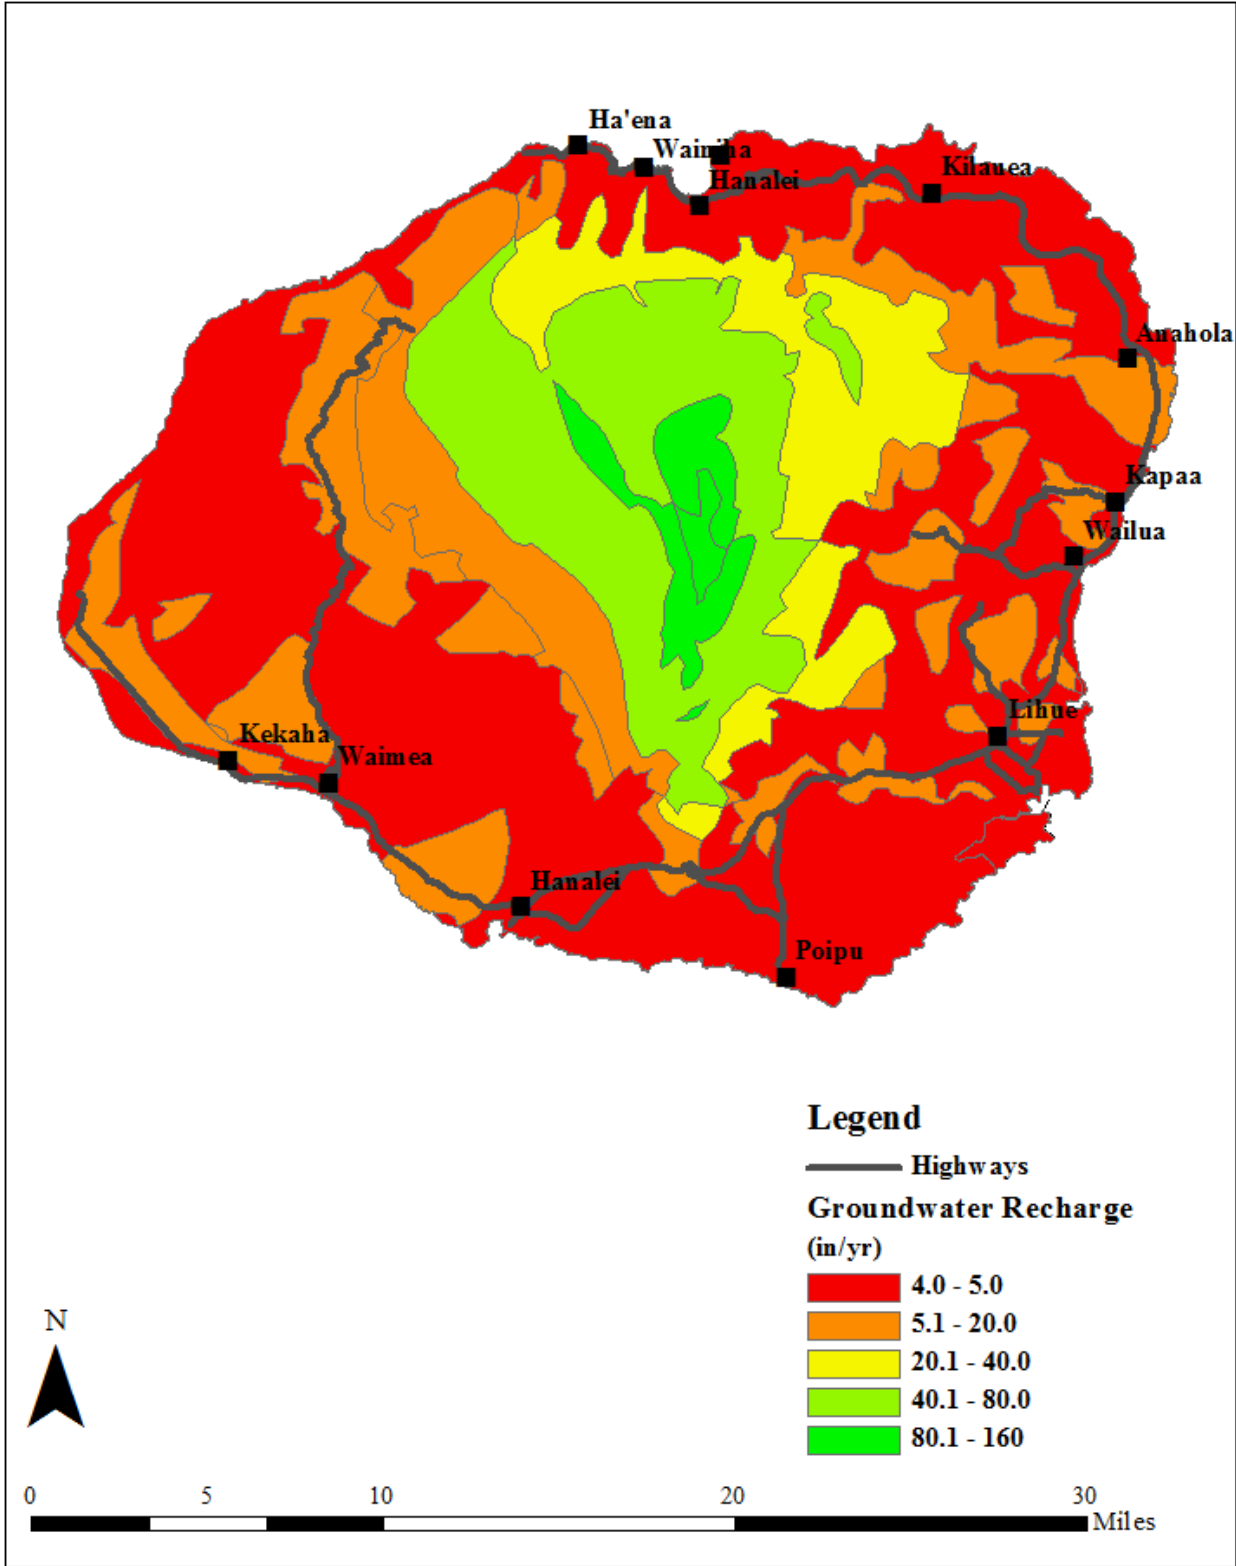 Ha'ena
Wainiha
Hanalei
Kilauea
Anahola
Kapaa
Wailua
Lihue
Kekaha
Waimea
Hanalei
Poipu
Legend
Highways
Groundwater Recharge
(in/yr)
4.0 - 5.0
5.1 - 20.0
20.1 - 40.0
40.1 - 80.0
80.1 - 160
N
0 5 10 20 30 Miles